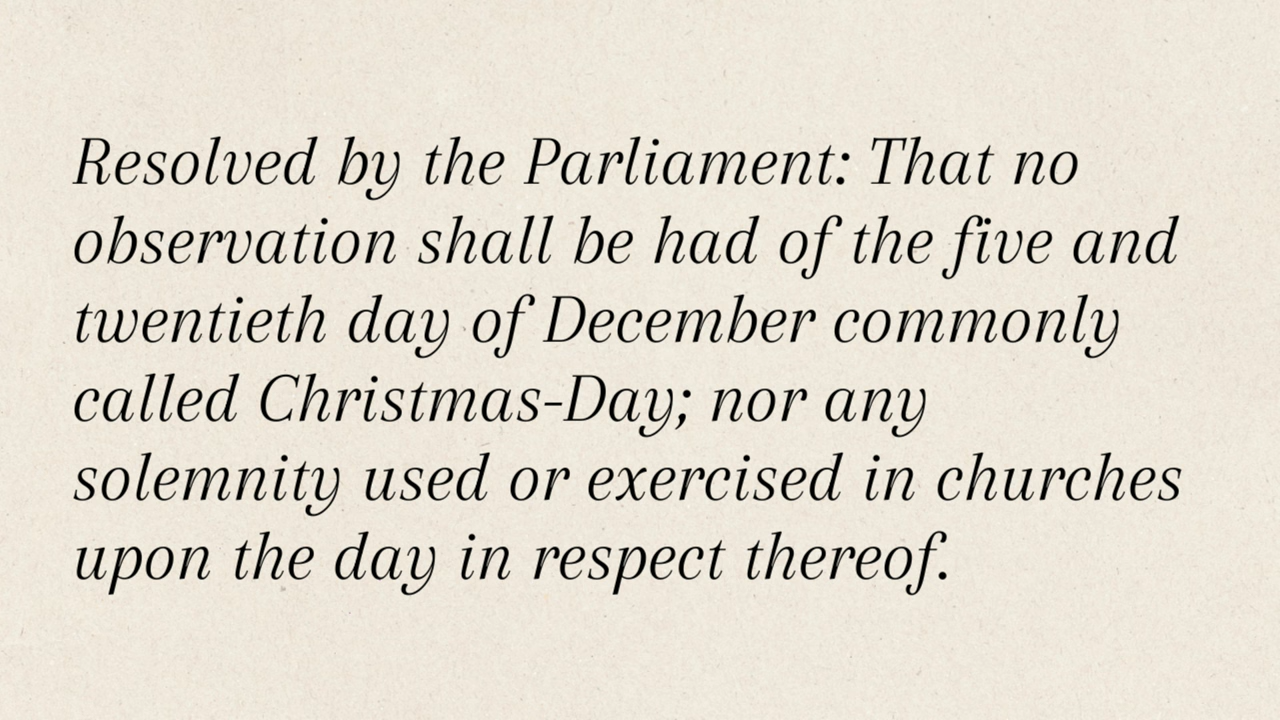 Resolved by the Parliament: That no
observation shall be had of the five and
twentieth day of December commonly
called Christmas-Day; nor any
solemnity used or exercised in churches
upon the day in respect thereof.